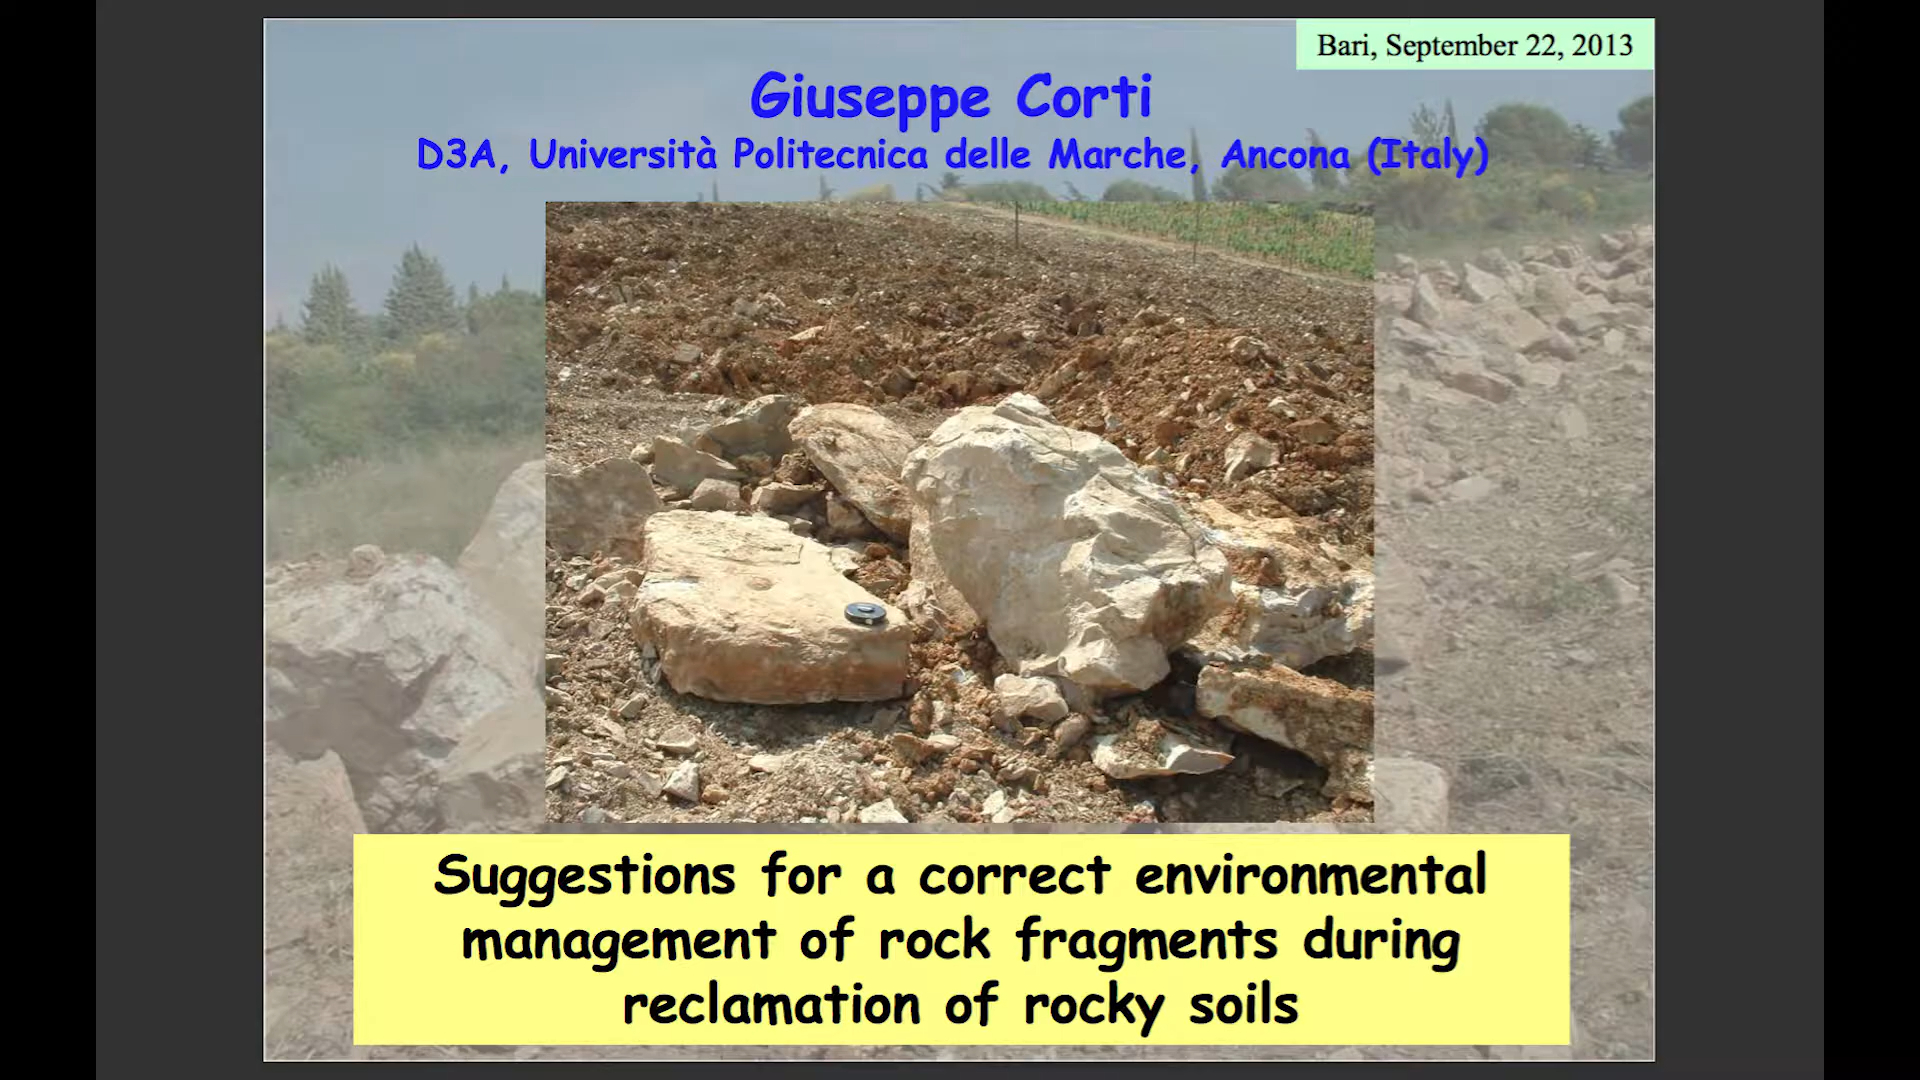 Bari, September 22, 2013
Giuseppe Corti
D3A, Università Politecnica delle Marche, Ancona (Italy)
Suggestions for a correct environmental
management of rock fragments during
reclamation of rocky soils